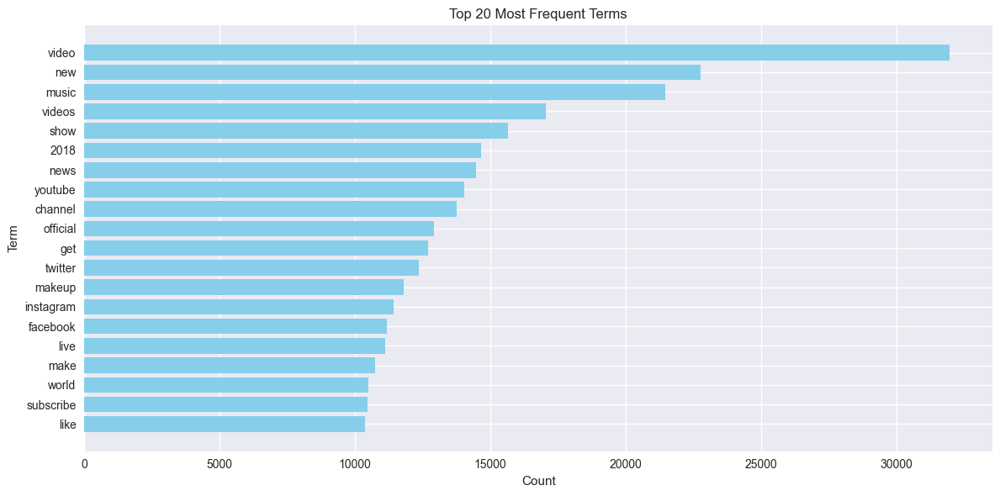 Top 20 Most Frequent Terms
Term
video
new
music
videos
show
2018
news
youtube
channel
official
get
twitter
makeup
instagram
facebook
live
make
world
subscribe
like
0 5000 10000 15000 20000 25000 30000
Count